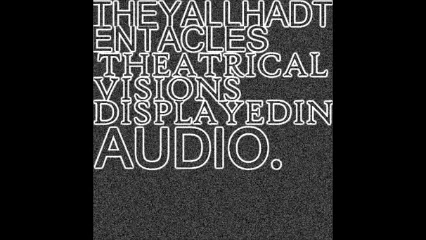 THEYALLHADT
ENTACLES
THEATRICAL
VISIONS
DISPLAYEDIN
AUDIO.